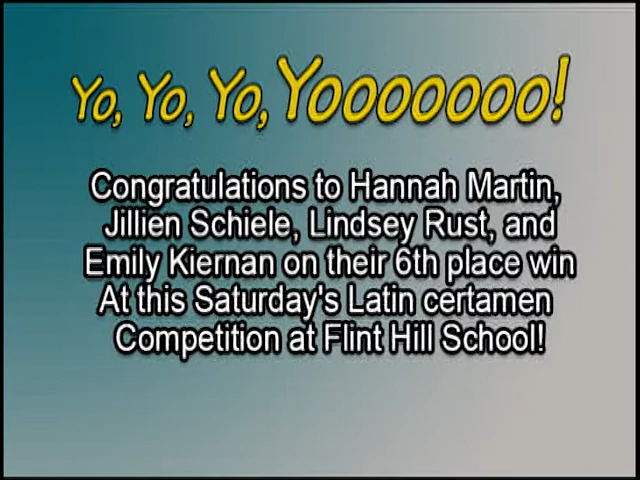 Yo, Yo, Yo, Yooooooo!
Congratulations to Hannah Martin,
Jillien Schiele, Lindsey Rust, and
Emily Kiernan on their 6th place win
At this Saturday's Latin certamen
Competition at Flint Hill School!